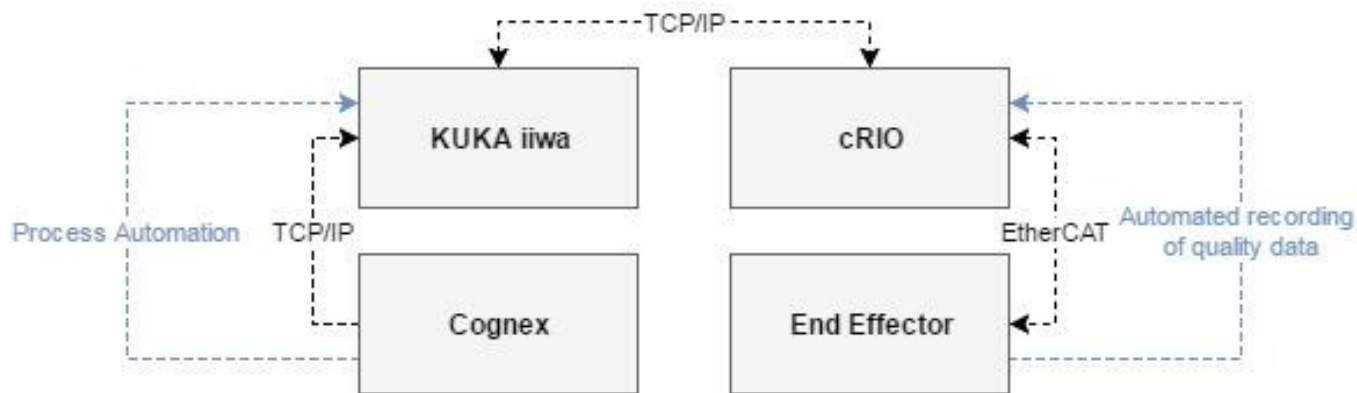 TCP/IP
KUKA iiwa
cRIO
Process Automation
TCP/IP
EtherCAT
Automated recording
of quality data
Cognex
End Effector